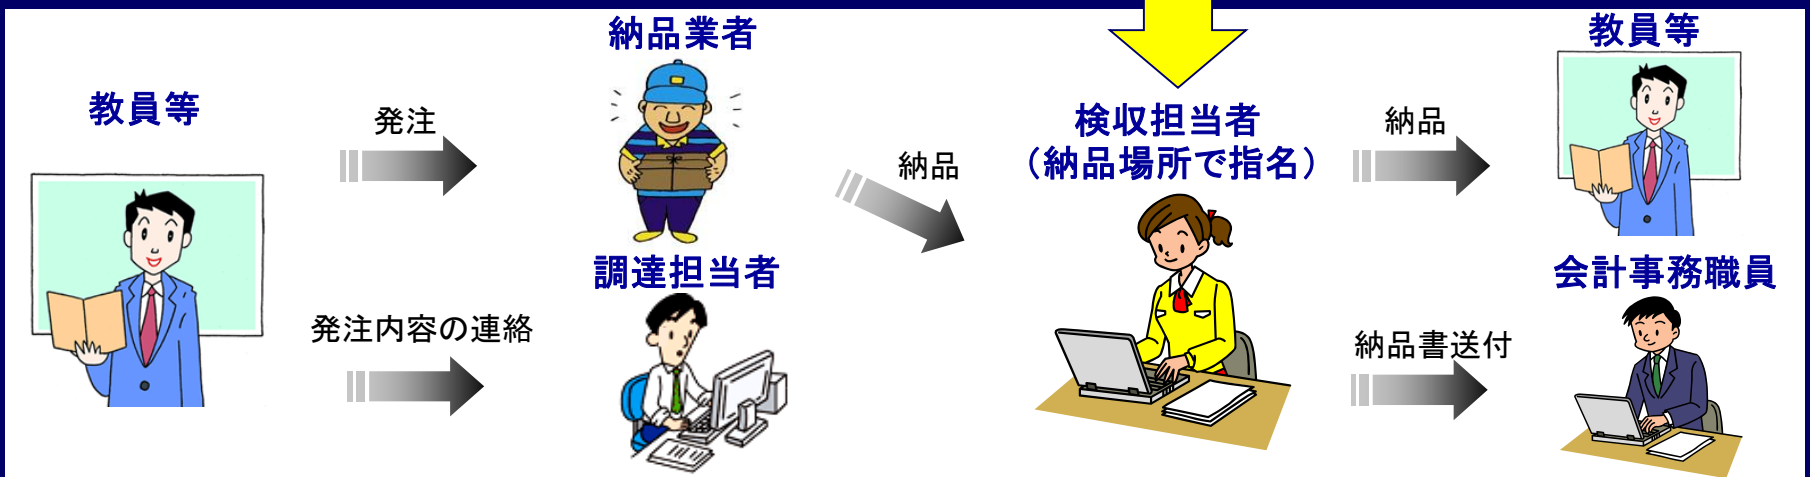 教員等
発注
発注内容の連絡
納品業者
調達担当者
納品
検収担当者
（納品場所で指名）
納品
納品書送付
教員等
会計事務職員